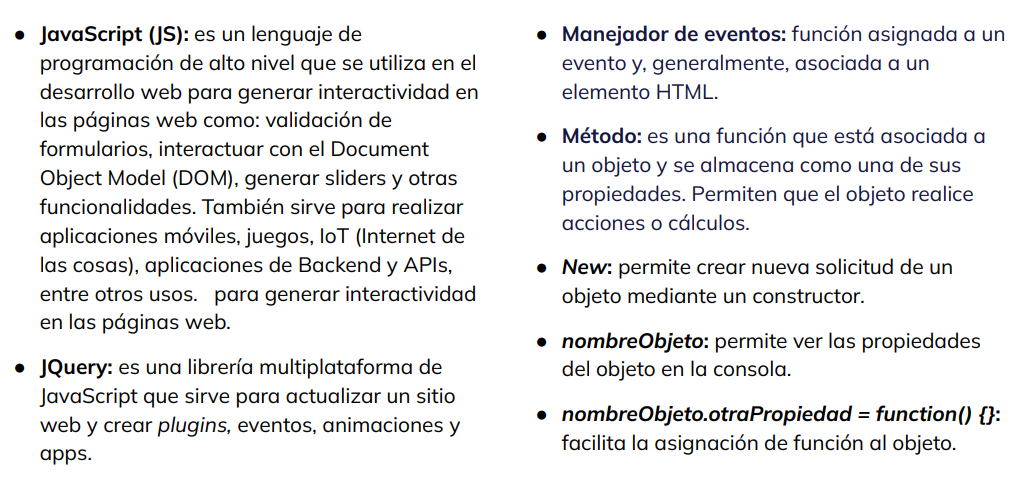 ● JavaScript (JS): es un lenguaje de
programación de alto nivel que se utiliza en el
desarrollo web para generar interactividad en
las páginas web como: validación de
formularios, interactuar con el Document
Object Model (DOM), generar sliders y otras
funcionalidades. También sirve para realizar
aplicaciones móviles, juegos, IoT (Internet de
las cosas), aplicaciones de Backend y APIs,
entre otros usos.   para generar interactividad
en las páginas web.
● JQuery: es una librería multiplataforma de
JavaScript que sirve para actualizar un sitio
web y crear plugins, eventos, animaciones y
apps.
● Manejador de eventos: función asignada a un
evento y, generalmente, asociada a un
elemento HTML.
● Método: es una función que está asociada a
un objeto y se almacena como una de sus
propiedades. Permiten que el objeto realice
acciones o cálculos.
● New: permite crear nueva solicitud de un
objeto mediante un constructor.
● nombreObjeto: permite ver las propiedades
del objeto en la consola.
● nombreObjeto.otraPropiedad = function() {}:
facilita la asignación de función al objeto.